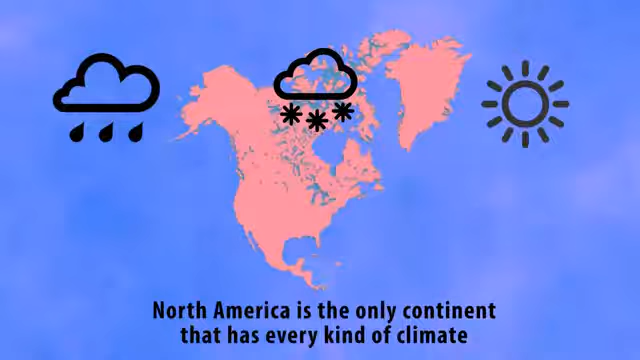 North America is the only continent
that has every kind of climate